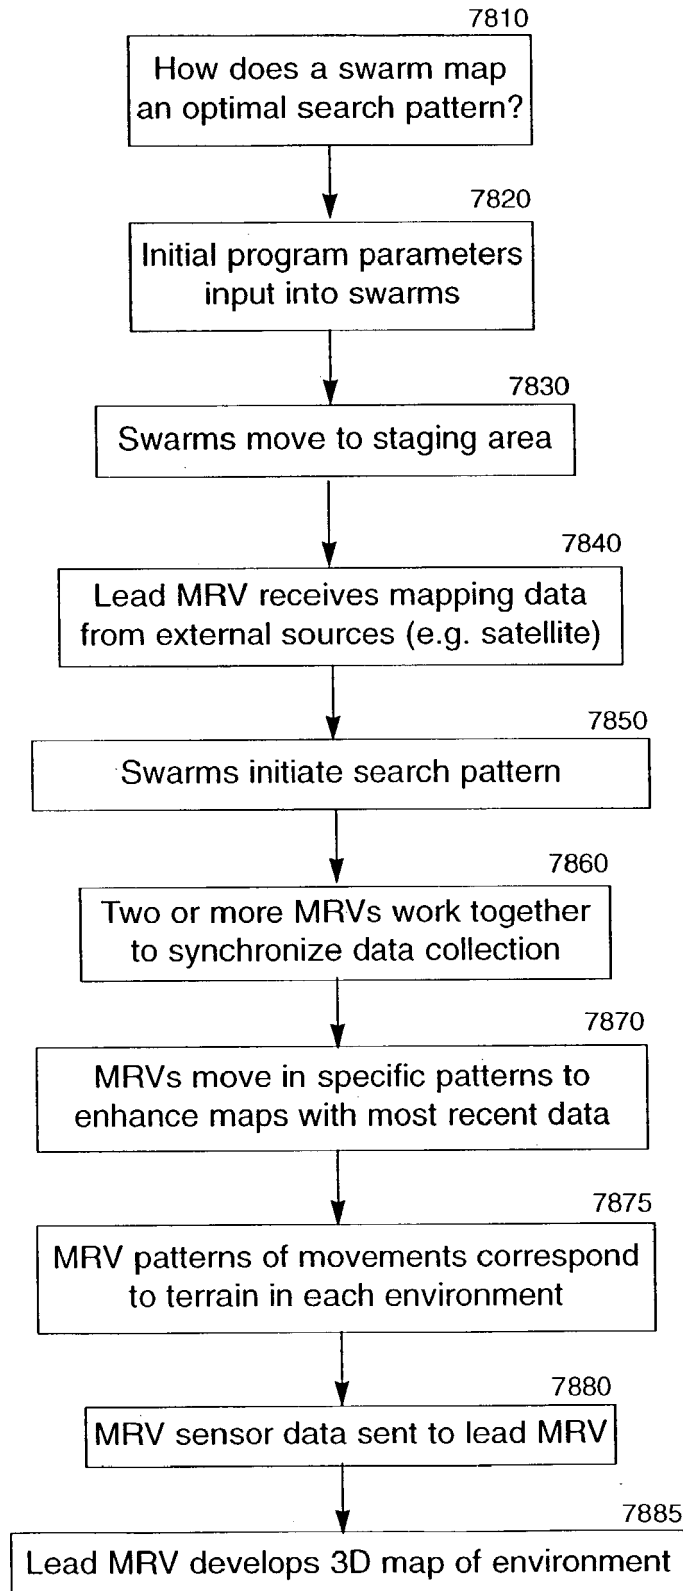 7810
How does a swarm map
an optimal search pattern?
7820
Initial program parameters
input into swarms
7830
Swarms move to staging area
7840
Lead MRV receives mapping data
from external sources (e.g. satellite)
7850
Swarms initiate search pattern
7860
Two or more MRVs work together
to synchronize data collection
7870
MRVs move in specific patterns to
enhance maps with most recent data
7875
MRV patterns of movements correspond
to terrain in each environment
7880
MRV sensor data sent to lead MRV
7885
Lead MRV develops 3D map of environment